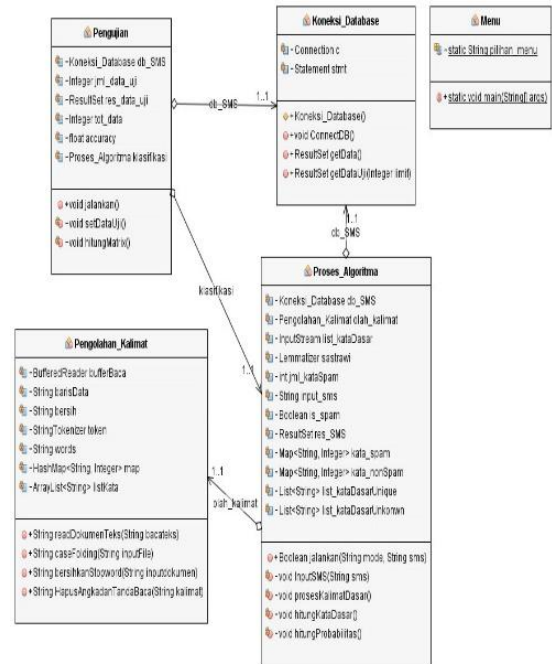 Pengujian
-Koneksi_Database db_SMS
-Integer jml_data_uji
-ResultSet res_data_uji
-Integer tot_data
-float accuracy
-Proses_Algoritma klasifikasi
+void jalankan()
-void setDataUji()
-void hitungMatrix()
Koneksi_Database
-Connection c
-Statement stmt
+Koneksi_Database()
+void ConnectDB()
+ResultSet getData()
+ResultSet getDataUji(Integer limit)
Menu
-static String pilihan_menu
+static void main(String[] args)
db_SMS
1..1
1..1
db_SMS
klasifikasi
1..1
Proses_Algoritma
-Koneksi_Database db_SMS
-Pengolahan_Kalimat olah_kalimat
-InputStream list_kataDasar
-Lemmatizer sastrawi
-int jml_kataSpam
-String input_sms
-Boolean is_spam
-ResultSet res_SMS
-Map<String, Integer> kata_spam
-Map<String, Integer> kata_nonSpam
-List<String> list_kataDasarUnique
-List<String> list_kataDasarUnkonwn
+Boolean jalankan(String mode, String sms)
-void InputSMS(String sms)
-void prosesKalimatDasar()
-void hitungKataDasar()
-void hitungProbabilitas()
Pengolahan_Kalimat
-BufferedReader bufferBaca
-String barisData
-String bersih
-StringTokenizer token
-String words
-HashMap<String, Integer> map
-ArrayList<String> listKata
+String readDokumenTeks(String bacateks)
+String caseFolding(String inputFile)
+String bersihkanStopword(String inputdokumen)
+String HapusAngkadanTandaBaca(String kalimat)
1..1
olah_kalimat